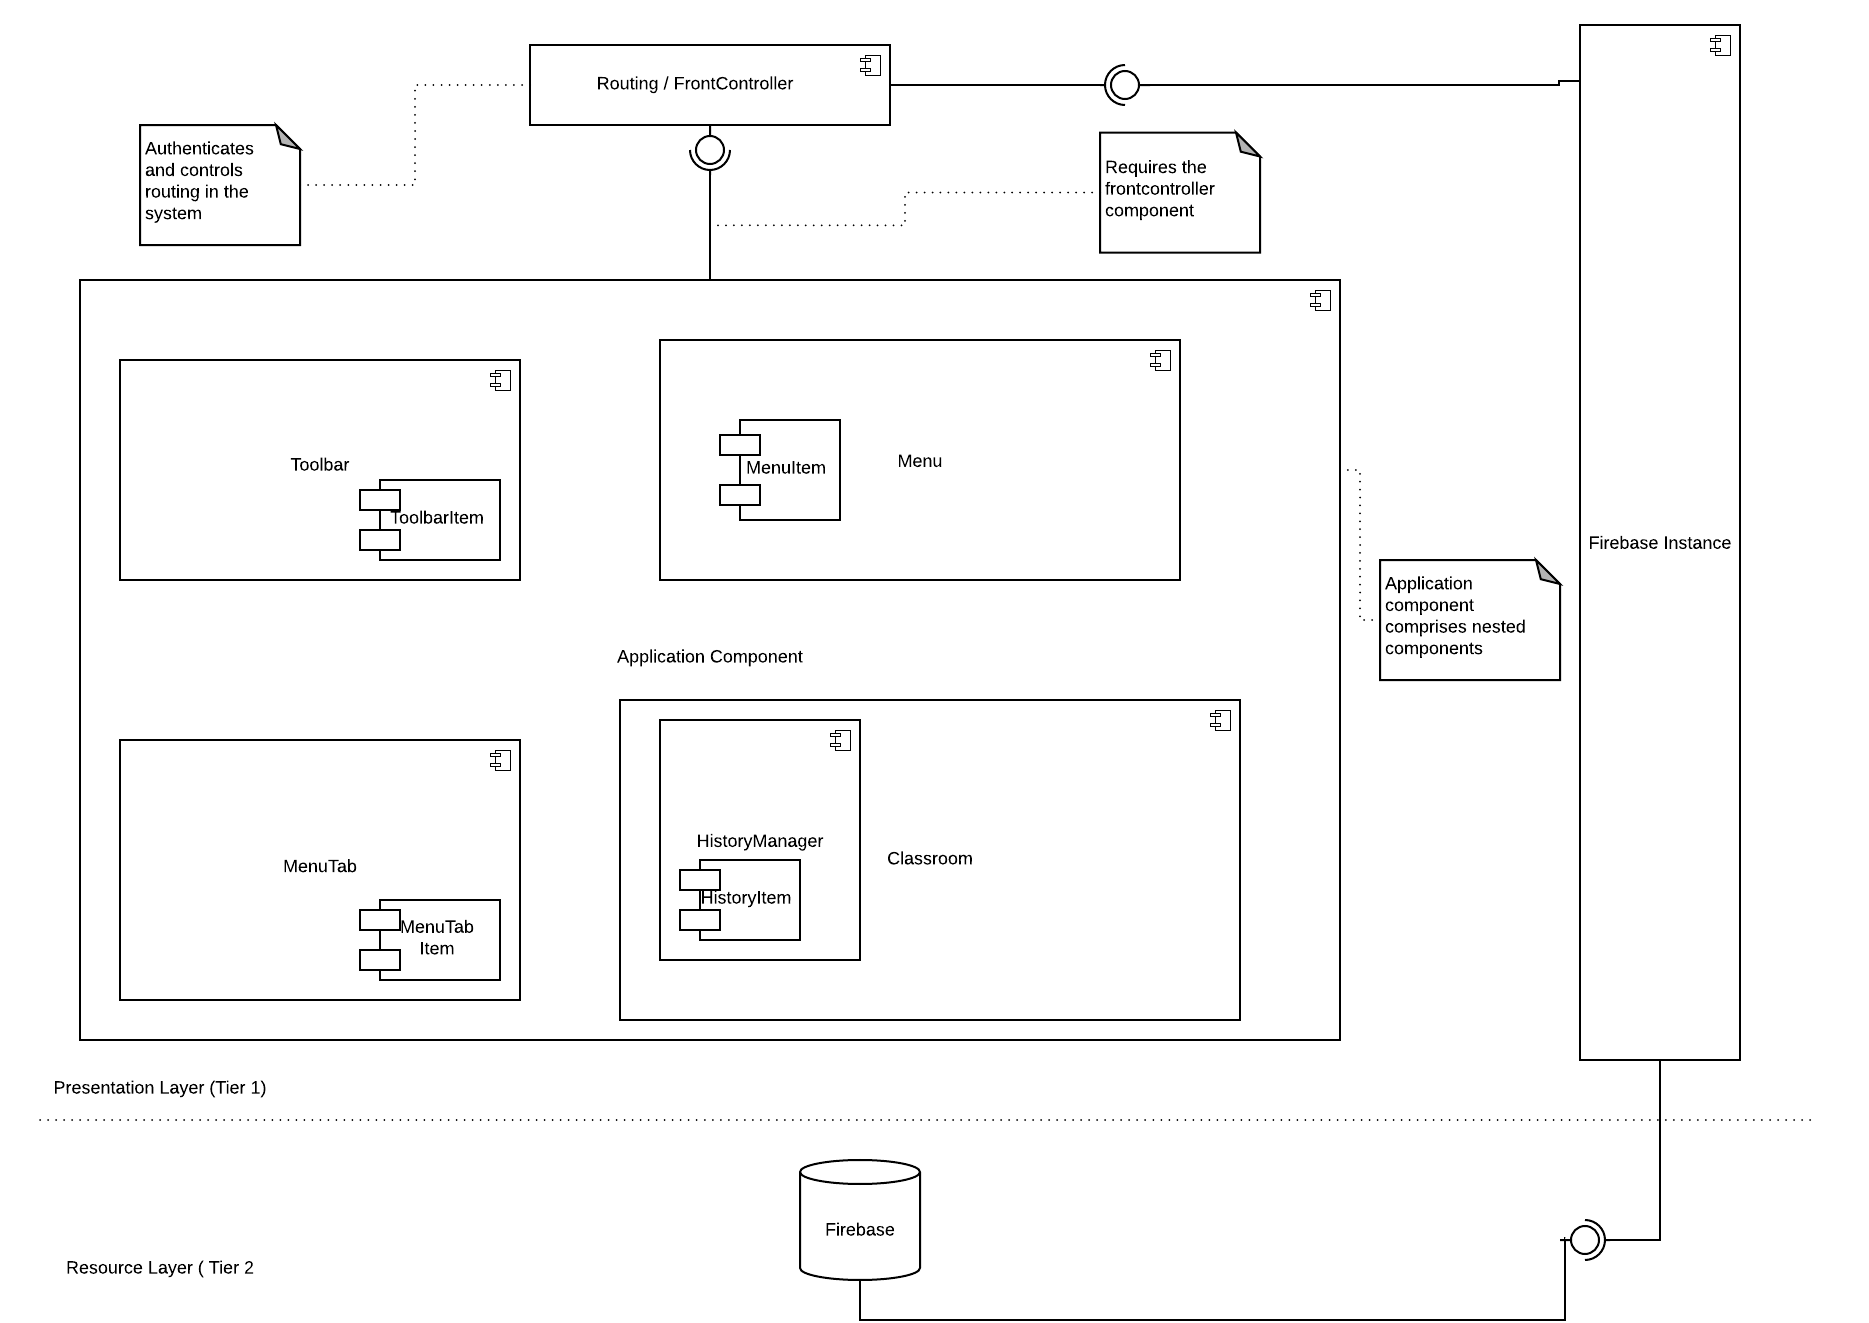 Routing / FrontController
Authenticates
and controls
routing in the
system
Requires the
frontcontroller
component
Toolbar
ToolbarItem
MenuItem
Menu
Firebase Instance
Application
component
comprises nested
components
Application Component
MenuTab
MenuTab
Item
HistoryManager
HistoryItem
Classroom
Presentation Layer (Tier 1)
Firebase
Resource Layer ( Tier 2